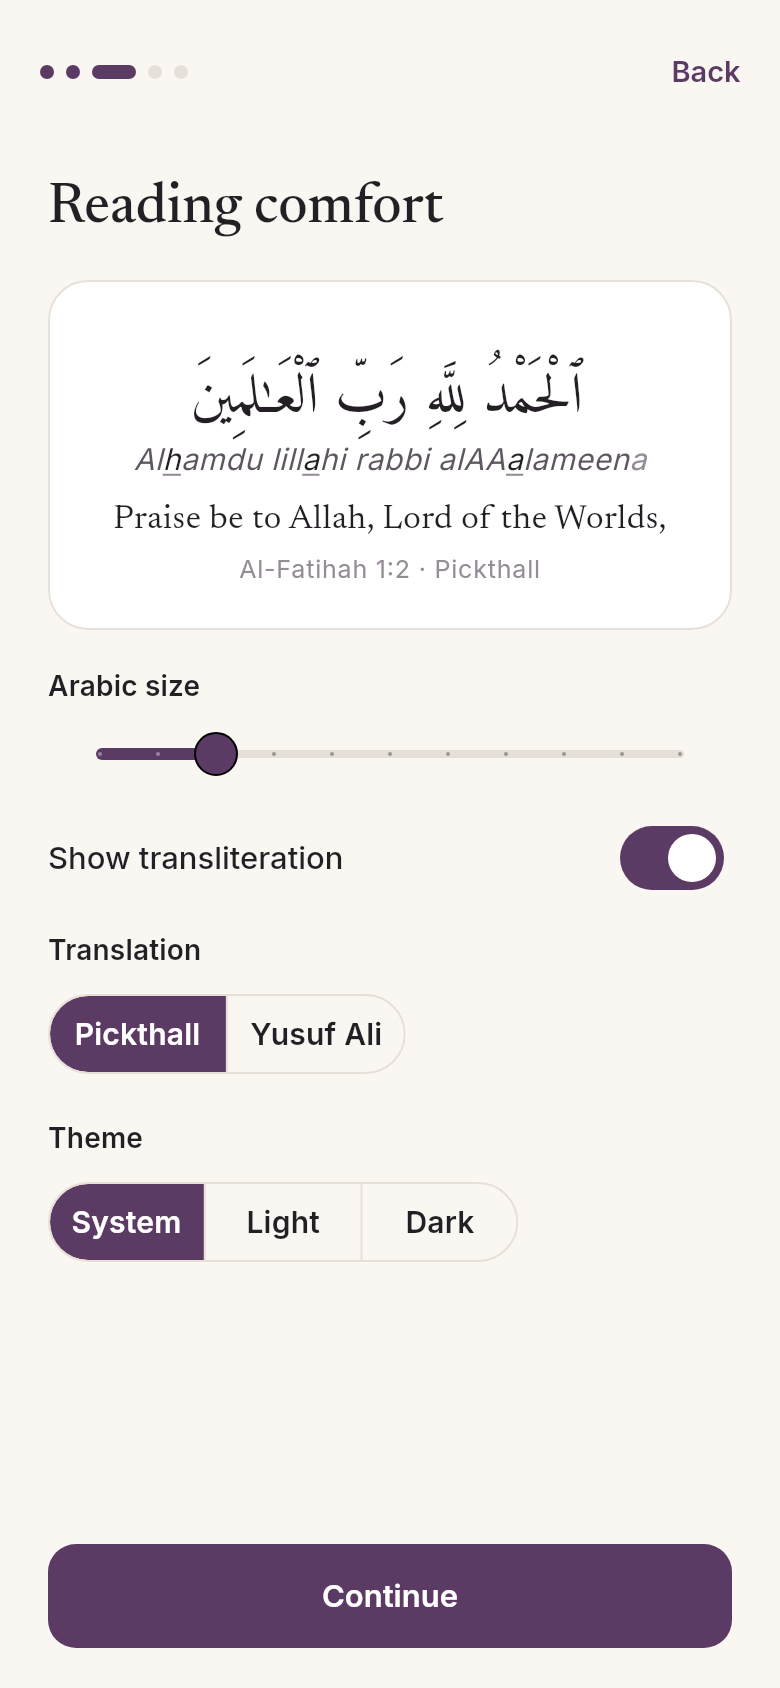 Back
Reading comfort
ٱلْحَمْدُ لِلَّهِ رَبِّ ٱلْعَـٰلَمِينَ
Alhamdu lillahi rabbi alAAalameena
Praise be to Allah, Lord of the Worlds,
Al-Fatihah 1:2 · Pickthall
Arabic size
Show transliteration
Translation
Pickthall Yusuf Ali
Theme
System Light Dark
Continue